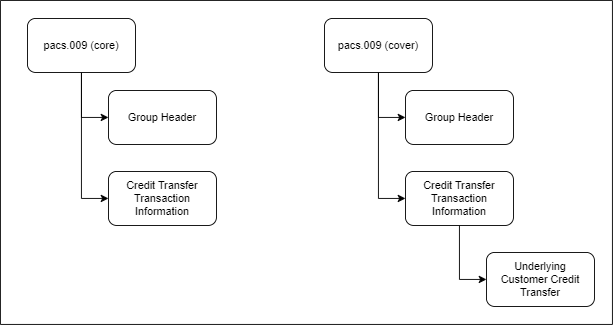 pacs.009 (core)
Group Header
Credit Transfer
Transaction
Information
pacs.009 (cover)
Group Header
Credit Transfer
Transaction
Information
Underlying
Customer Credit
Transfer